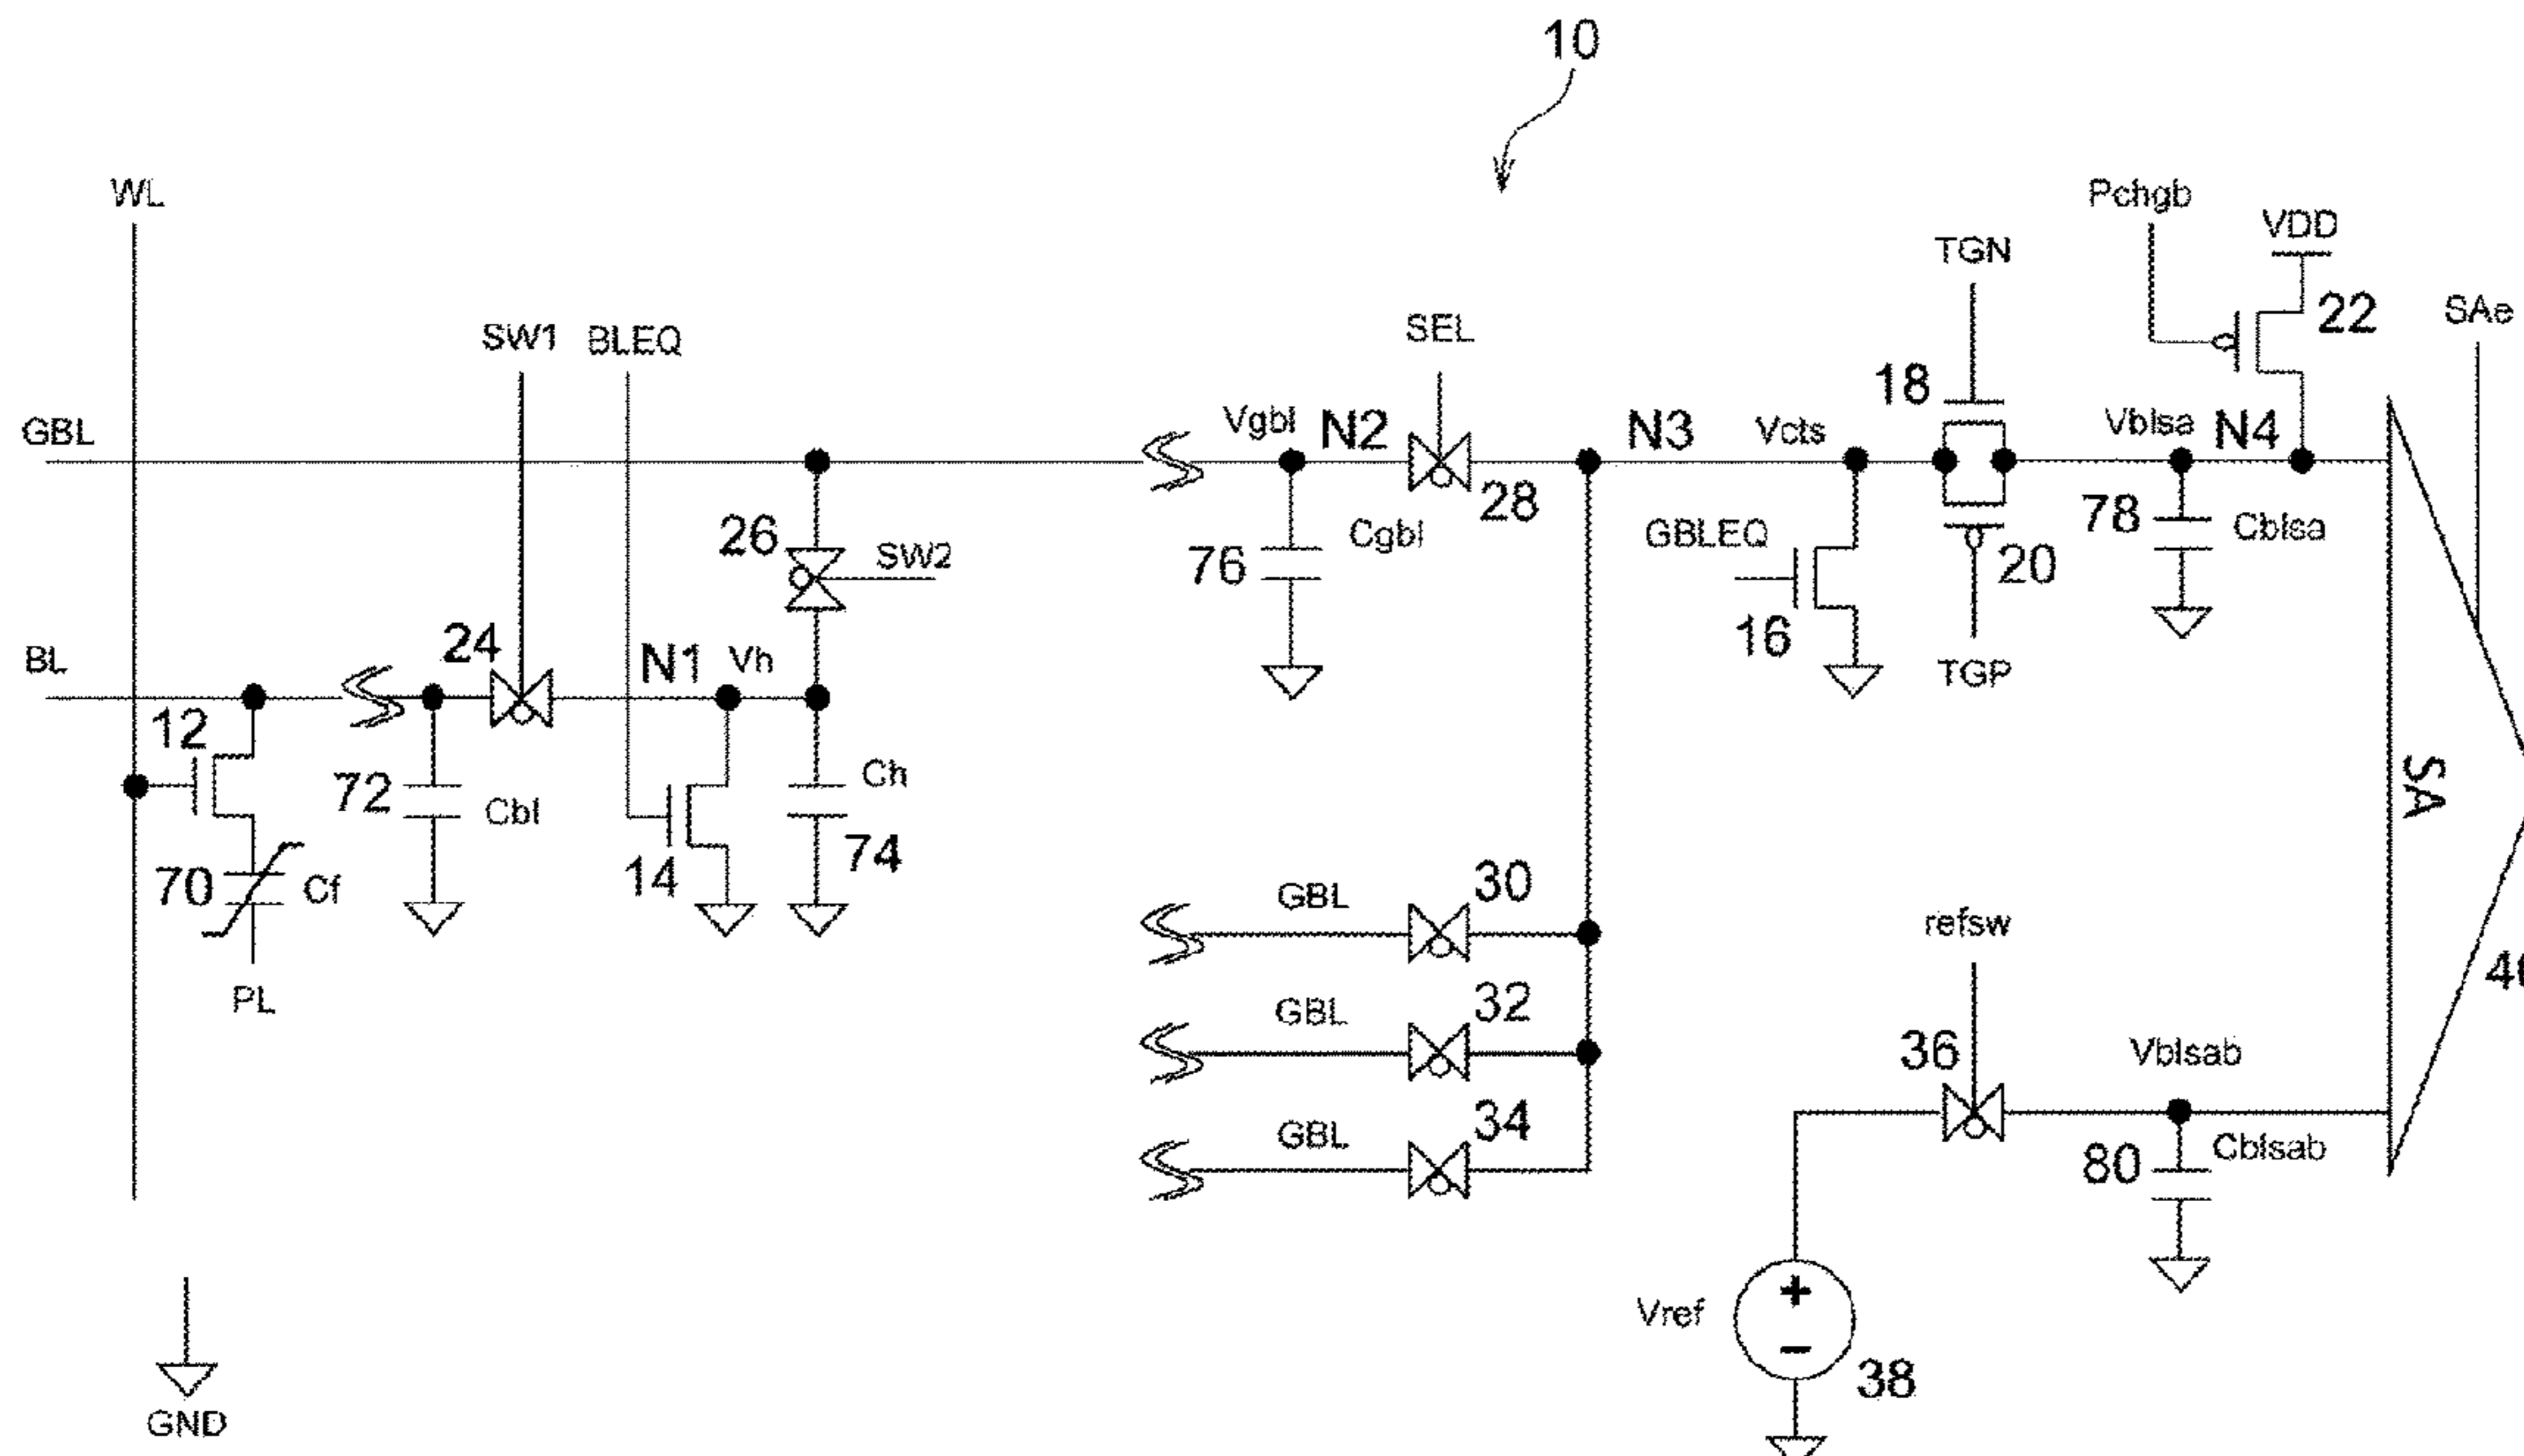 10
WL
Pchgb
VDD
TGN
SW1
BLEQ
SEL
22
SAe
18
GBL
Vgbl
N2
N3
Vcts
Vblsa
N4
26
SW2
28
76
Cgbl
GBLEQ
16
20
78
Cblsa
TGP
BL
24
N1
Vh
12
72
Cbl
Ch
74
14
70
Cf
PL
SA
GBL
30
GBL
32
GBL
34
refsw
36
Vblsab
80
Cblsab
Vref
+
−
38
GND